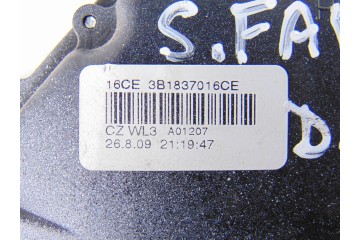 S.FA
16CE 3B1837016CE
CZ WL3 A01207
26.8.09 21:19:47
D.